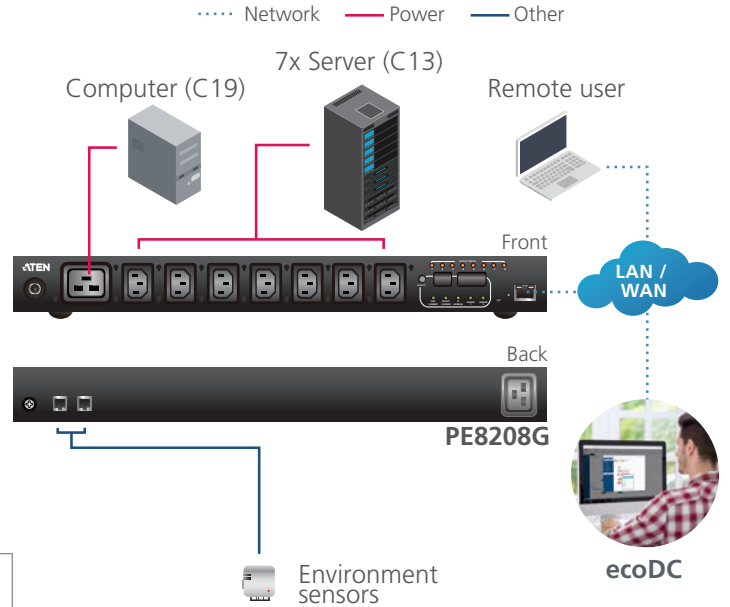 Network Power Other
7x Server (C13)
Computer (C19)
Remote user
Front
ATEN
LAN /
WAN
Back
PE8208G
ecoDC
Environment
sensors